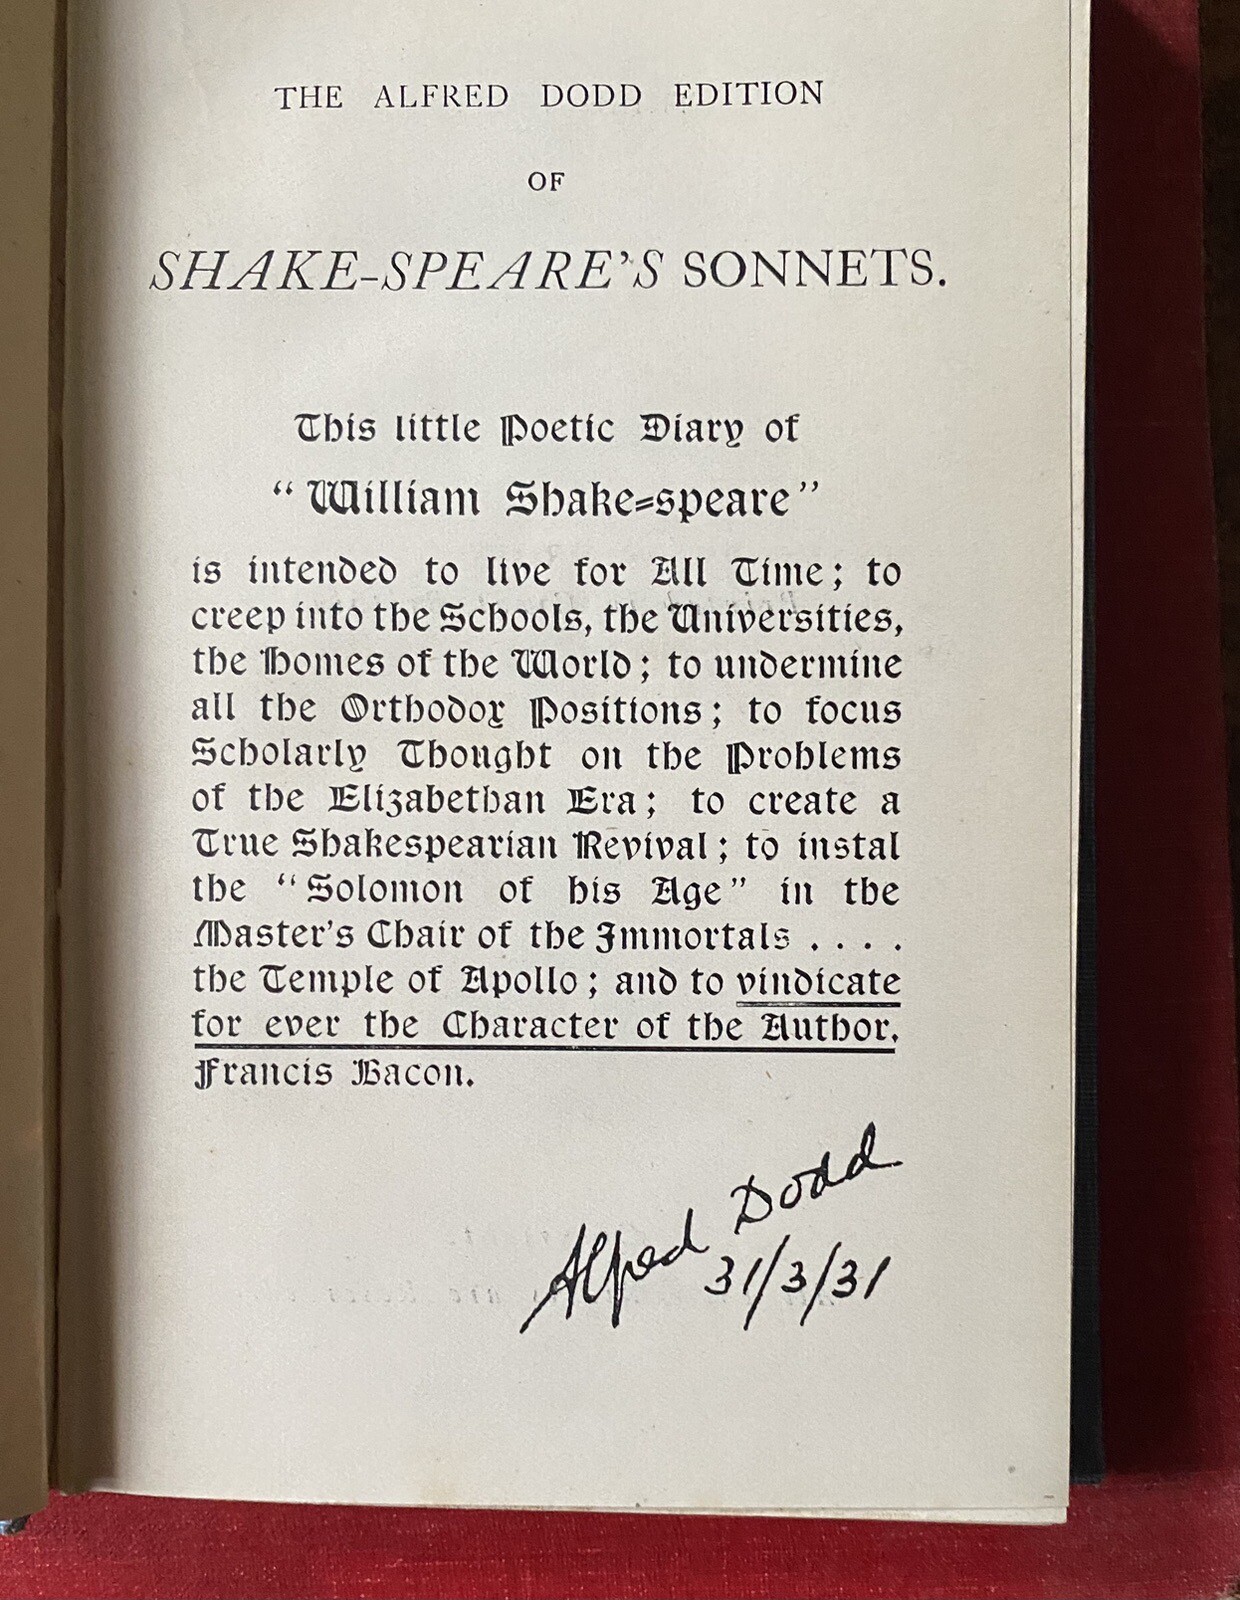 THE ALFRED DODD EDITION
OF
SHAKE-SPEARE'S SONNETS.
This little Poetic Diary of
“William Shake=speare”
is intended to live for All Time; to
creep into the Schools, the Universities,
the Homes of the World; to undermine
all the Orthodox Positions; to focus
Scholarly Thought on the Problems
of the Elizabethan Era; to create a
True Shakespearian Revival; to instal
the “Solomon of his Age” in the
Master's Chair of the Immortals . . . .
the Temple of Apollo; and to vindicate
for ever the Character of the Author,
Francis Bacon.
Alfred Dodd
31/3/31